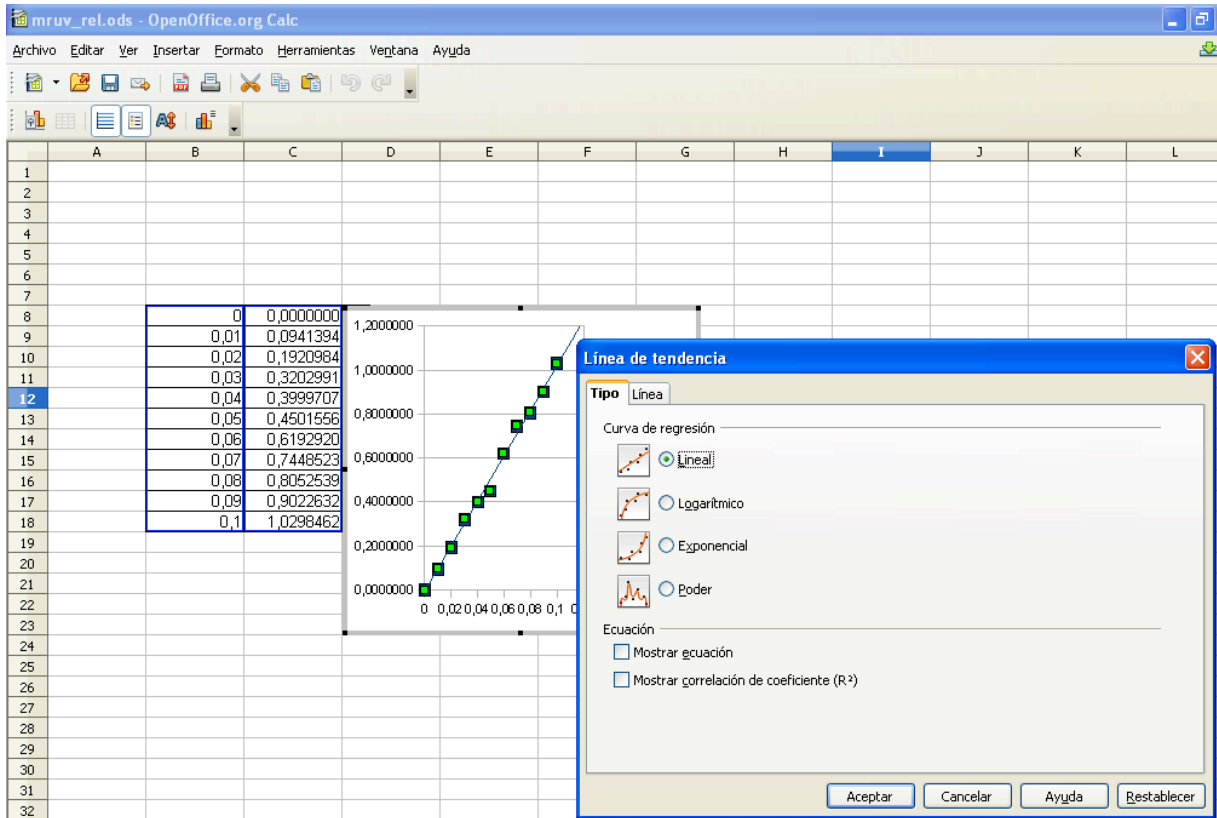 mruv_rel.ods - OpenOffice.org Calc
Archivo Editar Ver Insertar Formato Herramientas Ventana Ayuda
A B C D E F G H I J K L
1
2
3
4
5
6
7
8 0 0,0000000
9 0,01 0,0941394
10 0,02 0,1920984
11 0,03 0,3202991
12 0,04 0,3999707
13 0,05 0,4501556
14 0,06 0,6192920
15 0,07 0,7448523
16 0,08 0,8052539
17 0,09 0,9022632
18 0,1 1,0298462
19
20
21
22
23
24
25
26
27
28
29
30
31
32
1,2000000
1,0000000
0,8000000
0,6000000
0,4000000
0,2000000
0,0000000
0 0,02 0,04 0,06 0,08 0,1
Línea de tendencia
Tipo Línea
Curva de regresión
Lineal
Logarítmico
Exponencial
Poder
Ecuación
Mostrar ecuación
Mostrar correlación de coeficiente (R²)
Aceptar Cancelar Ayuda Restablecer